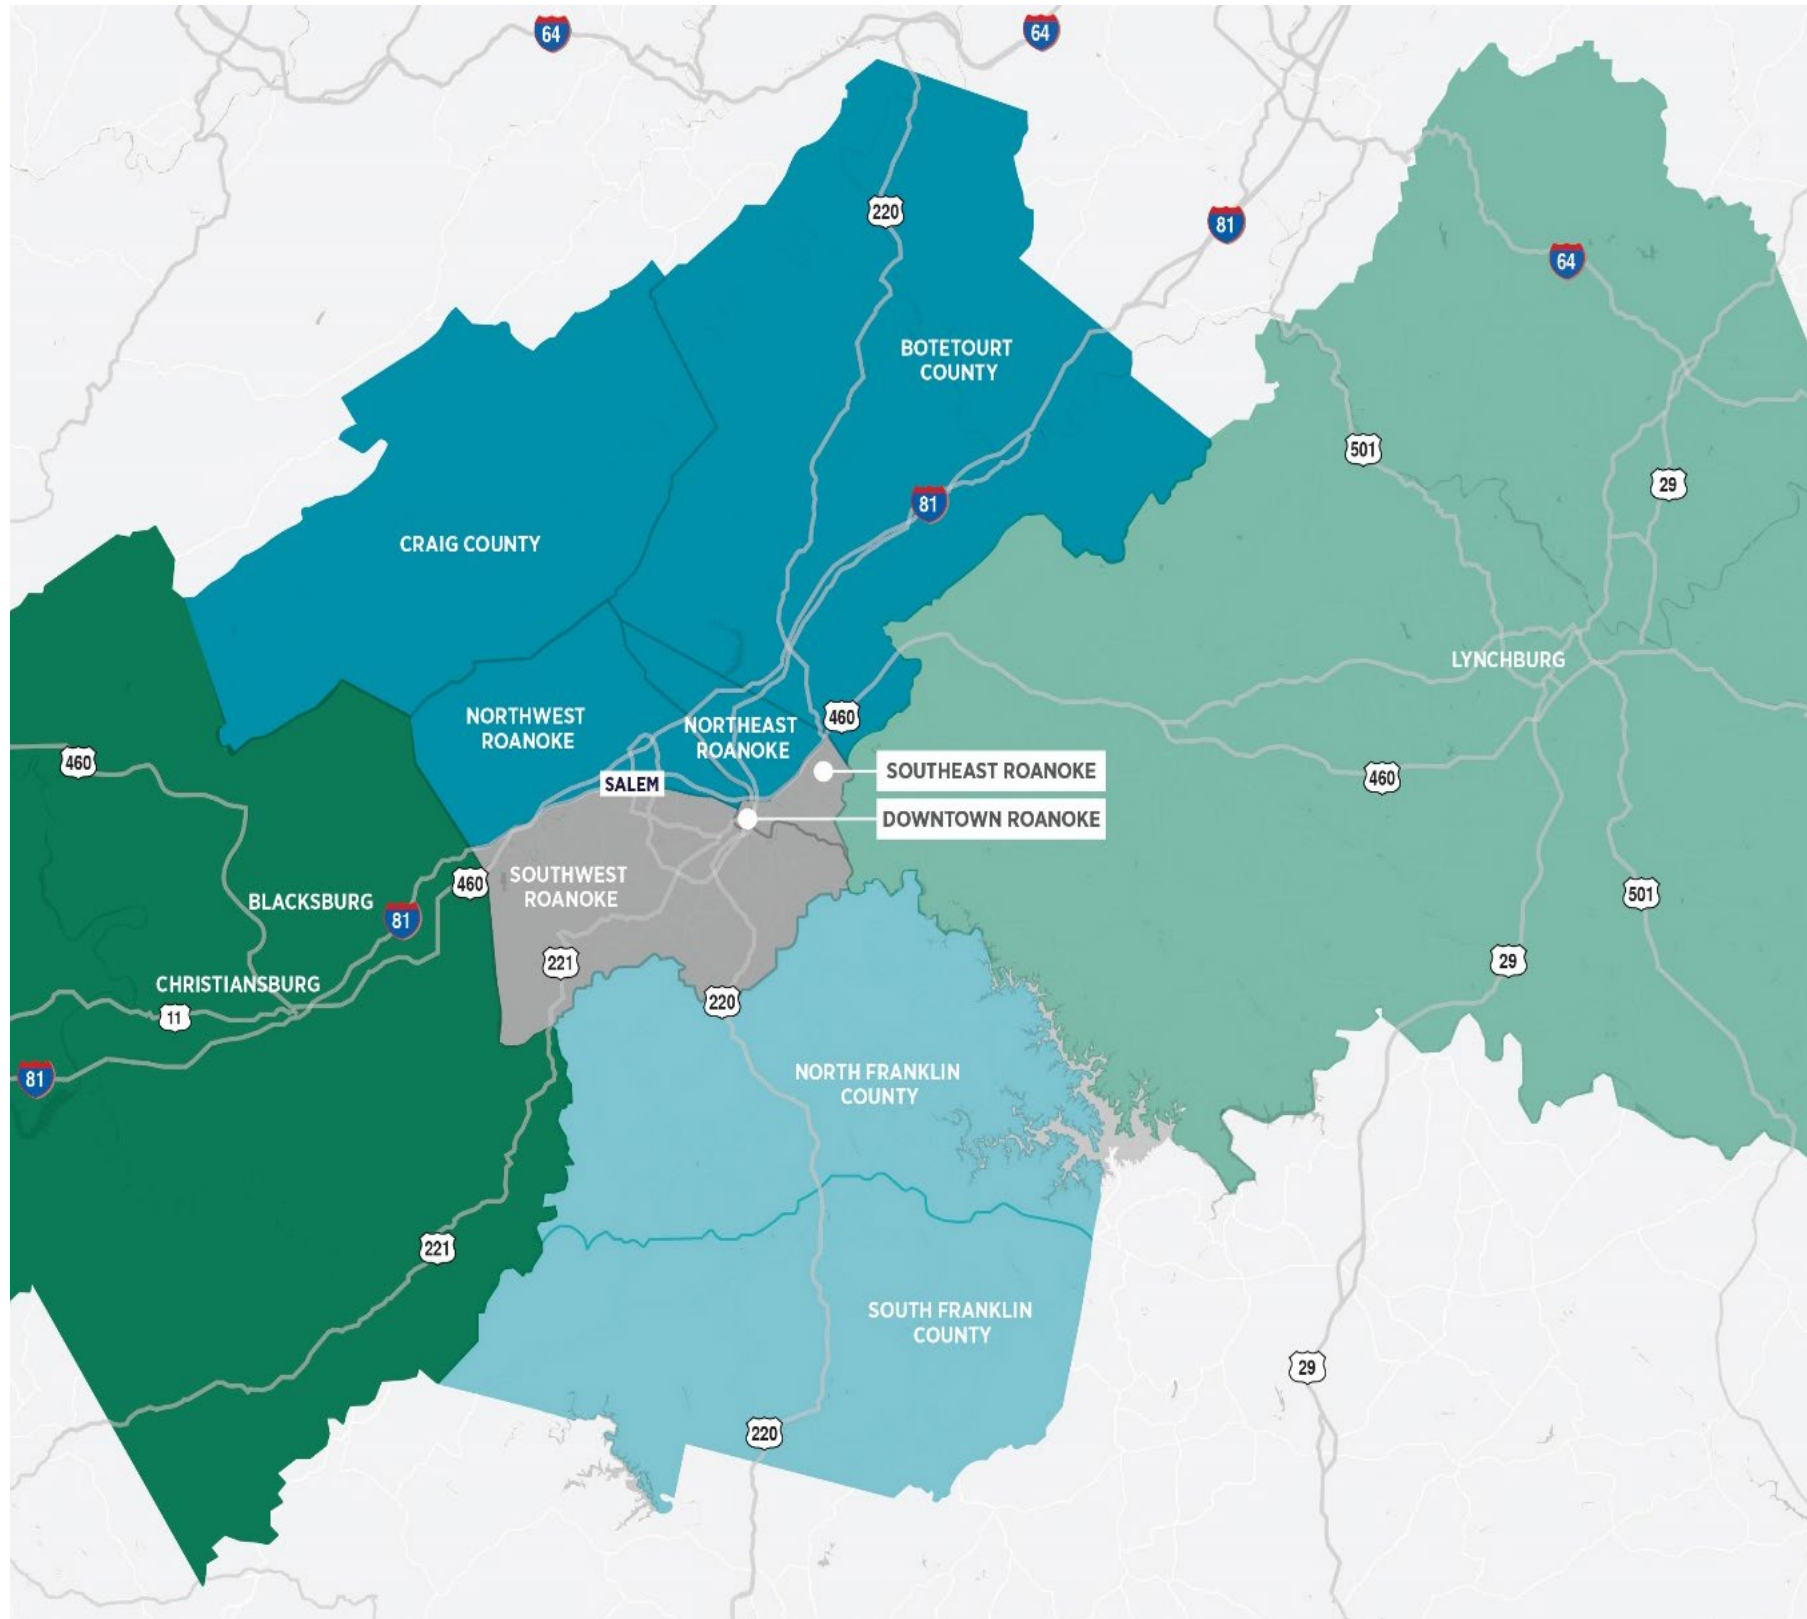 64
64
220
81
64
BOTETOURT
COUNTY
501
29
81
CRAIG COUNTY
LYNCHBURG
NORTHWEST
ROANOKE
NORTHEAST
ROANOKE
460
460
SOUTHEAST ROANOKE
460
SALEM
DOWNTOWN ROANOKE
SOUTHWEST
ROANOKE
460
BLACKSBURG
81
501
221
29
CHRISTIANSBURG
11
220
81
NORTH FRANKLIN
COUNTY
221
SOUTH FRANKLIN
COUNTY
29
220